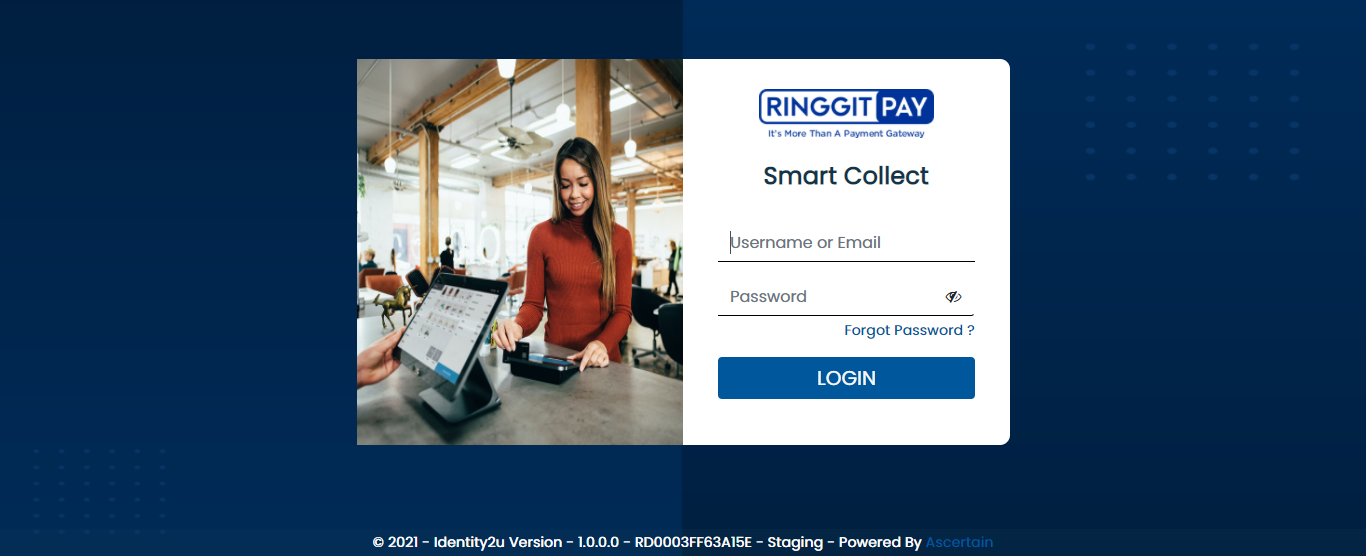 RINGGIT PAY
It's More Than A Payment Gateway
Smart Collect
Username or Email
Password
Forgot Password ?
LOGIN
© 2021 - Identity2u Version - 1.0.0.0 - RD0003FF63A15E - Staging - Powered By Ascertain